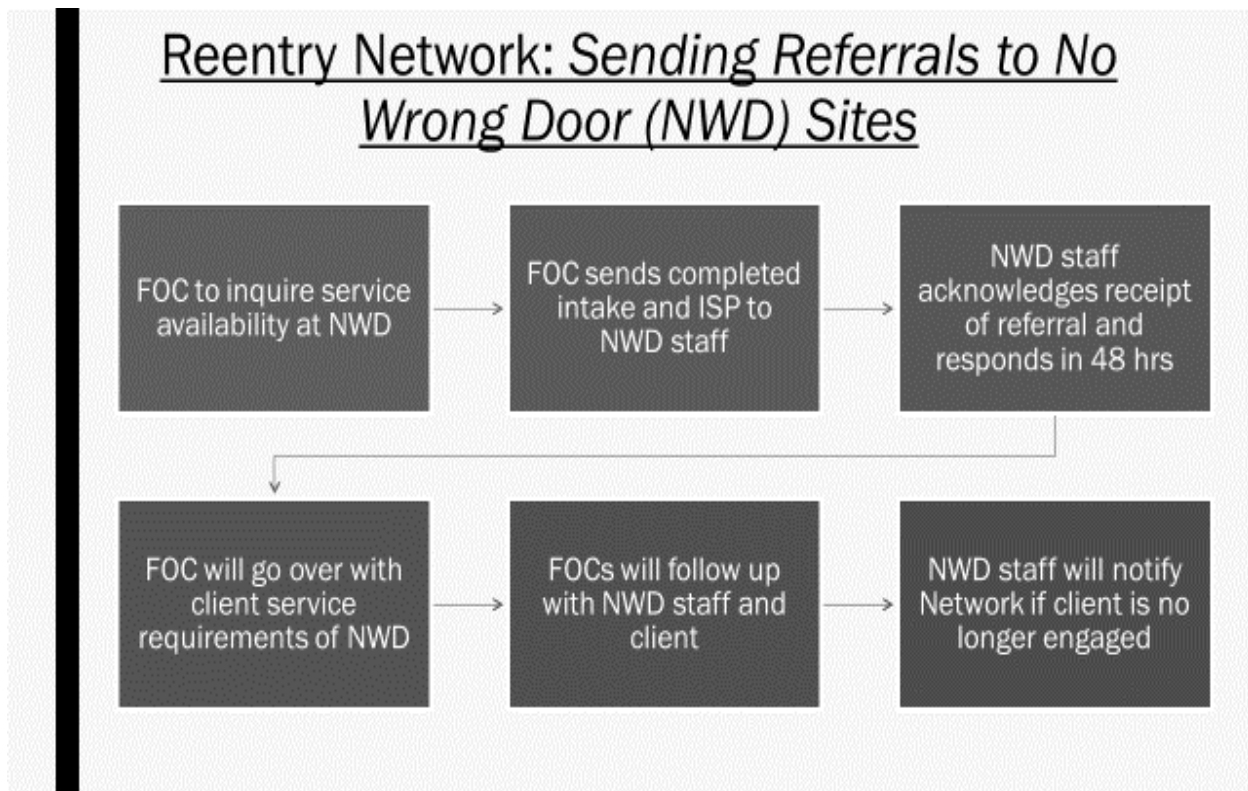 Reentry Network: Sending Referrals to No
Wrong Door (NWD) Sites
FOC to inquire service
availability at NWD
FOC sends completed
intake and ISP to
NWD staff
NWD staff
acknowledges receipt
of referral and
responds in 48 hrs
FOC will go over with
client service
requirements of NWD
FOCs will follow up
with NWD staff and
client
NWD staff will notify
Network if client is no
longer engaged